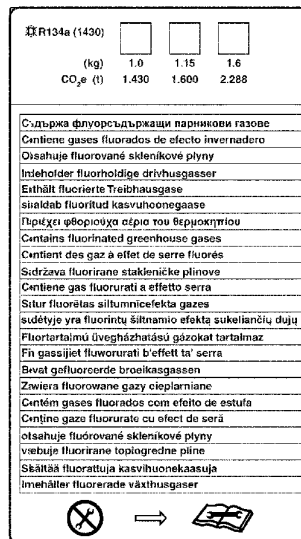 R134a (1430)
(kg) 1.0 1.15 1.6
CO₂e (t) 1.430 1.600 2.288
Съдържа флуорсъдържащи парникови газове
Contiene gases fluorados de efecto invernadero
Obsahuje fluorované skleníkové plyny
Indeholder fluorholdige drivhusgasser
Enthält fluorierte Treibhausgase
sisaldab fluoritud kasvuhoonegaase
Περιέχει φθοριούχα αέρια του θερμοκηπίου
Contains fluorinated greenhouse gases
Contient des gaz à effet de serre fluorés
Sadržava fluorirane stakleničke plinove
Contiene gas fluorurati a effetto serra
Satur fluorētas siltumnīcefekta gāzes
sudėtyje yra fluorintų šiltnamio efektą sukeliančių dujų
Fluortartalmú üvegházhatású gázokat tartalmaz
Fih gassijiet fluworurati b'effett ta' serra
Bevat gefluoreerde broeikasgassen
Zawiera fluorowane gazy cieplarniane
Contém gases fluorados com efeito de estufa
Conține gaze fluorurate cu efect de seră
obsahuje fluórované skleníkové plyny
vsebuje fluorirane toplogredne pline
Sisältää fluorattuja kasvihuonekaasuja
Innehåller fluorerade växthusgaser